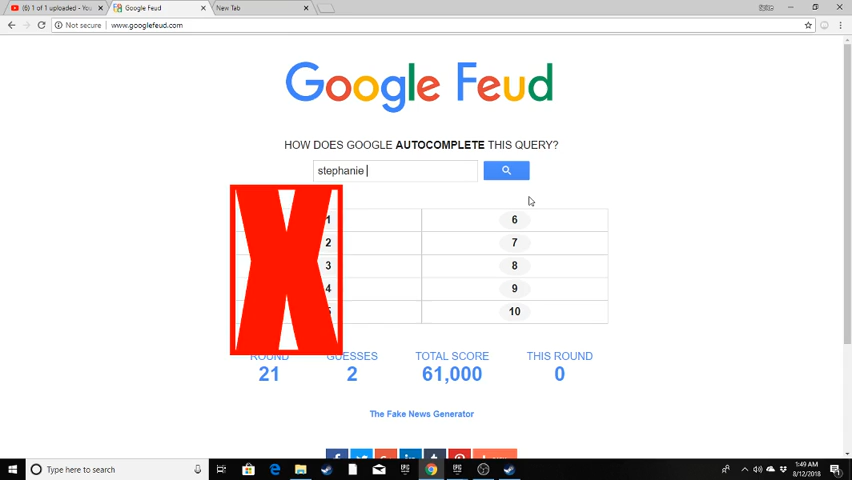 (6) 1 of 1 uploaded - You
Google Feud
New Tab
Not secure
www.googlefeud.com
Google Feud
HOW DOES GOOGLE AUTOCOMPLETE THIS QUERY?
stephanie
X
1 6
2 7
3 8
4 9
10
ROUND GUESSES TOTAL SCORE THIS ROUND
21 2 61,000 0
The Fake News Generator
Type here to search
1:49 AM
8/12/2018